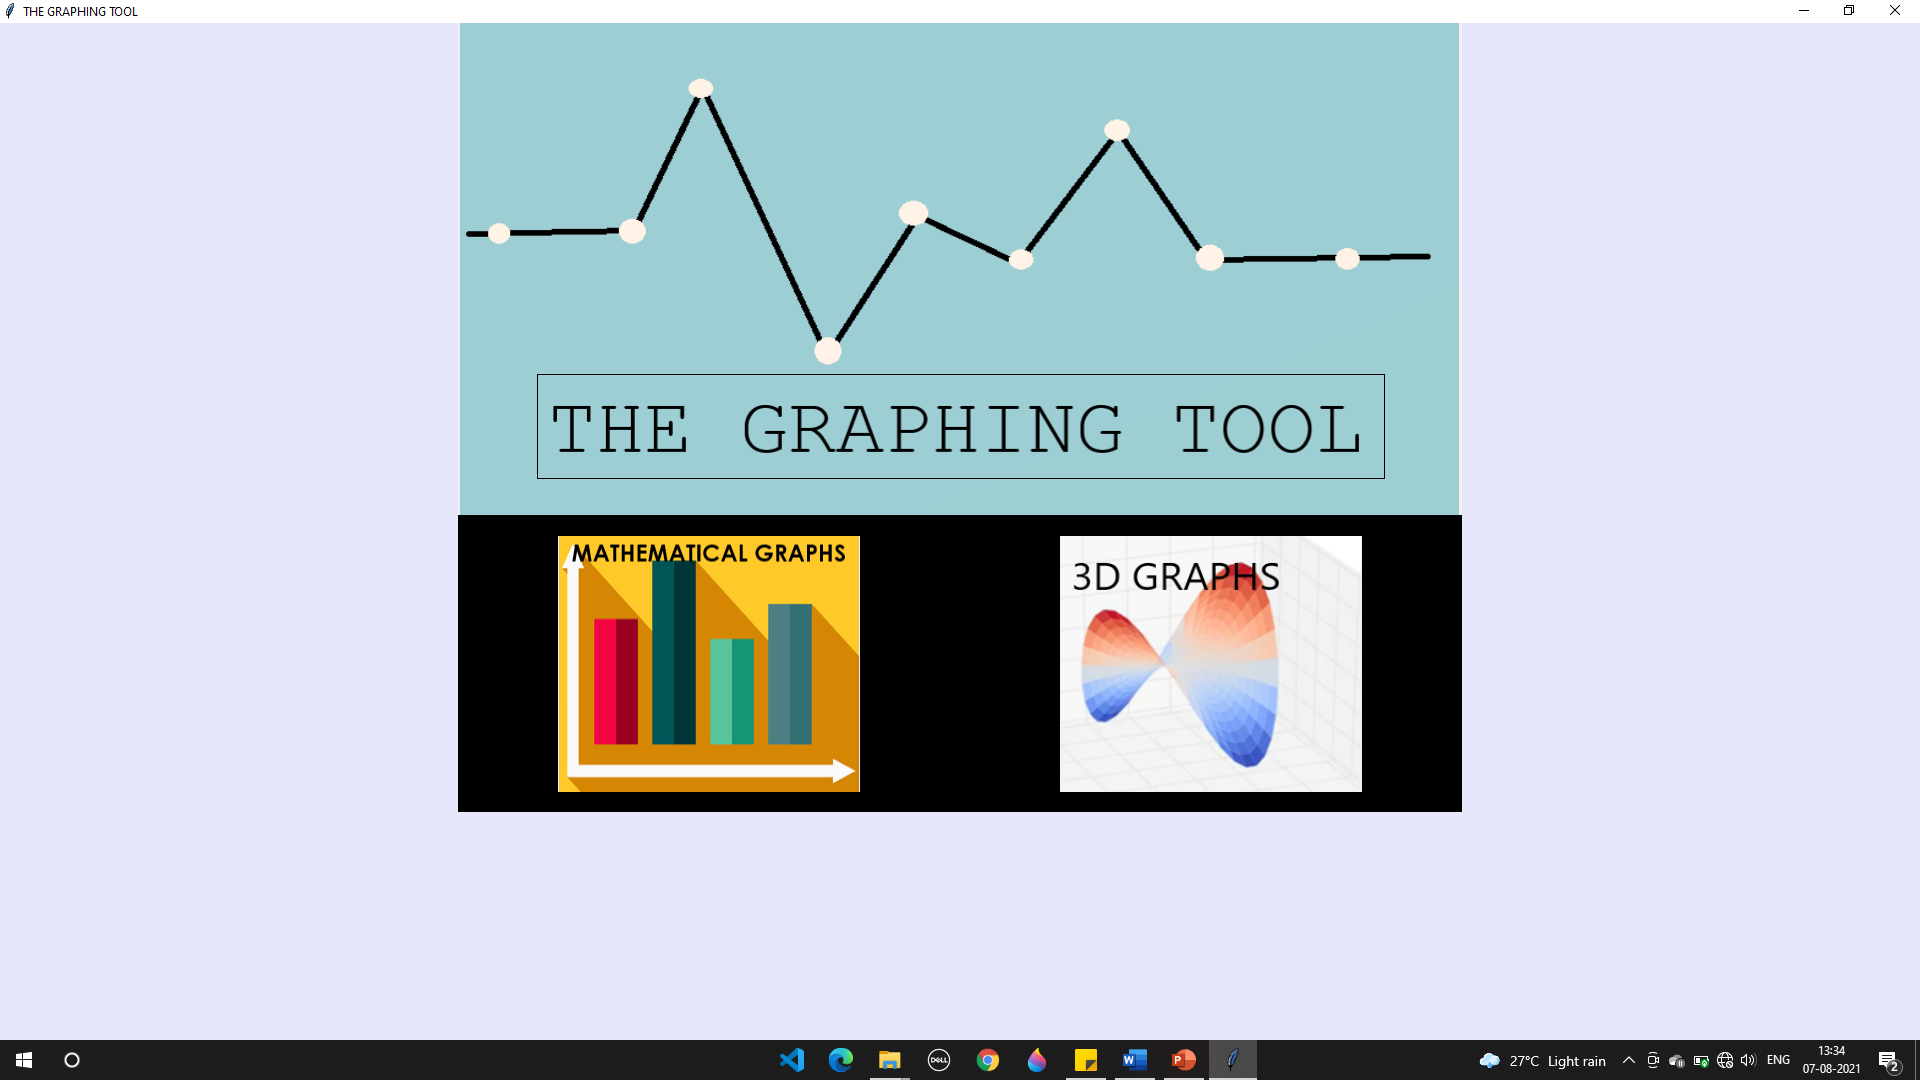 THE GRAPHING TOOL
THE GRAPHING TOOL
MATHEMATICAL GRAPHS
3D GRAPHS
DELL
W
P
27°C Light rain
ENG
13:34
07-08-2021
2